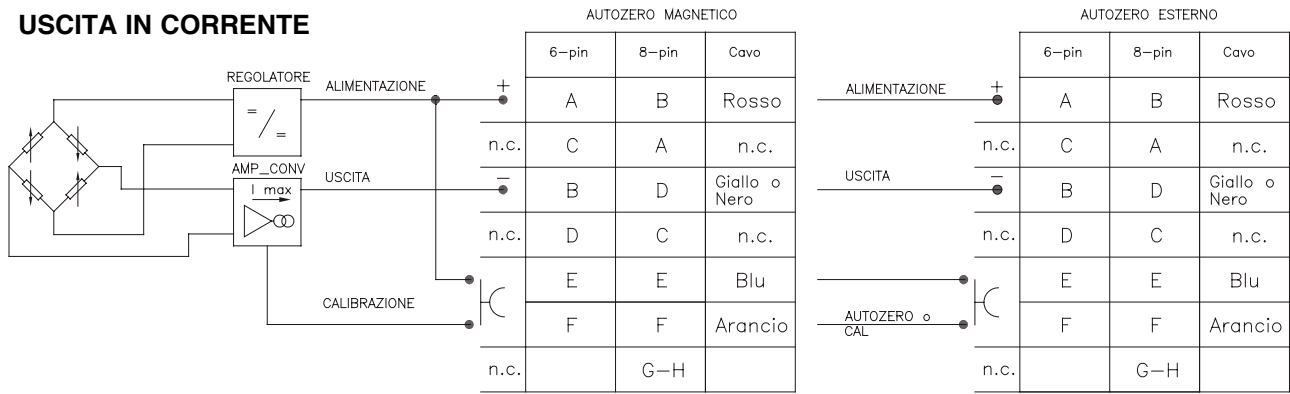 USCITA IN CORRENTE
REGOLATORE
=
/
=
AMP_CONV
I max
ALIMENTAZIONE
USCITA
CALIBRAZIONE
AUTOZERO MAGNETICO
6-pin 8-pin Cavo
+ A B Rosso
n.c. C A n.c.
- B D Giallo o
Nero
n.c. D C n.c.
E E Blu
F F Arancio
n.c. G-H
ALIMENTAZIONE
USCITA
AUTOZERO o
CAL
AUTOZERO ESTERNO
6-pin 8-pin Cavo
+ A B Rosso
n.c. C A n.c.
- B D Giallo o
Nero
n.c. D C n.c.
E E Blu
F F Arancio
n.c. G-H